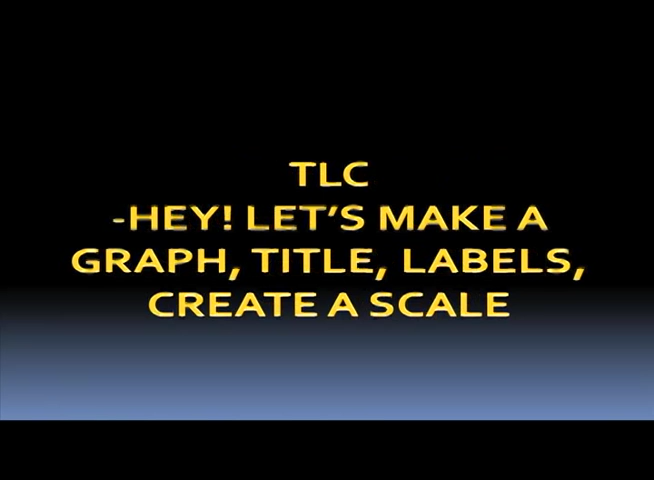 TLC
-HEY! LET'S MAKE A
GRAPH, TITLE, LABELS,
CREATE A SCALE